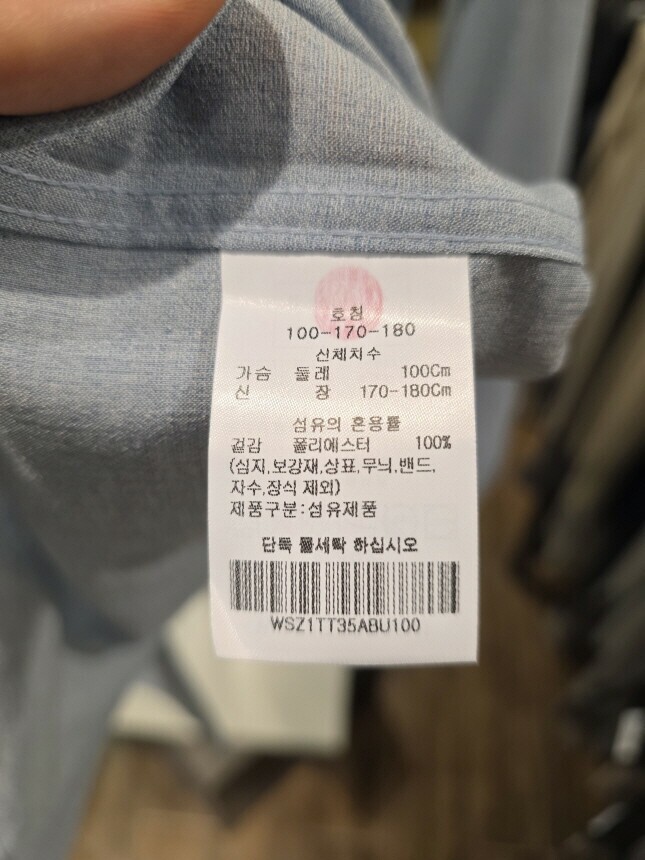 호칭
100-170-180
신체치수
가슴 둘레 100Cm
신 장 170-180Cm
섬유의 혼용률
겉감 폴리에스터 100%
(심지,보강재,상표,무늬,밴드,
자수,장식 제외)
제품구분:섬유제품
단독 물세탁 하십시오
WSZ1TT35ABU100